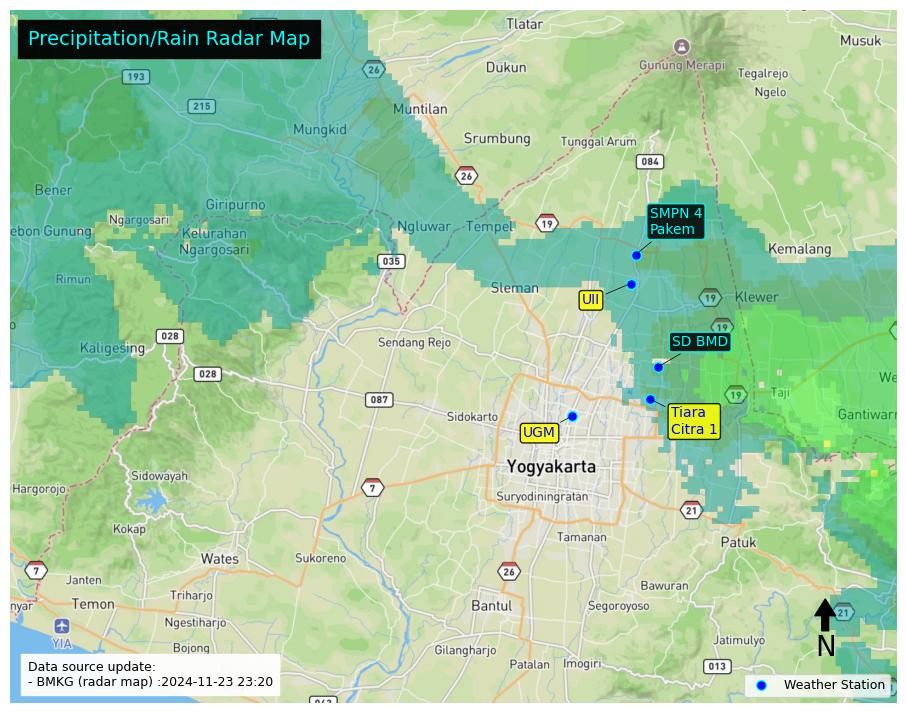 Precipitation/Rain Radar Map
Tlatar
Musuk
Dukun
Gunung Merapi
Tegalrejo
Ngelo
26
193
215
Muntilan
Mungkid
Srumbung
Tunggal Arum
084
26
Bener
Giripurno
Ngargosari
ebon Gunung
Kelurahan
Ngargosari
Ngluwar
Tempel
19
SMPN 4
Pakem
Kemalang
035
Rimun
Sleman
UII
19
Klewer
19
028
Kaligesing
Sendang Rejo
SD BMD
028
We
087
19
Taji
Sidokarto
Tiara
Citra 1
Gantiwarn
UGM
Yogyakarta
Sidowayah
Hargorojo
7
Suryodiningratan
21
Kokap
Tamanan
Patuk
Wates
Sukoreno
7
26
Janten
Bawuran
nyar
Temon
Triharjo
Bantul
Segoroyoso
21
Ngestiharjo
YIA
Bojong
Gilangharjo
Jatimulyo
N
Patalan
Imogiri
013
Data source update:
- BMKG (radar map) :2024-11-23 23:20
Weather Station